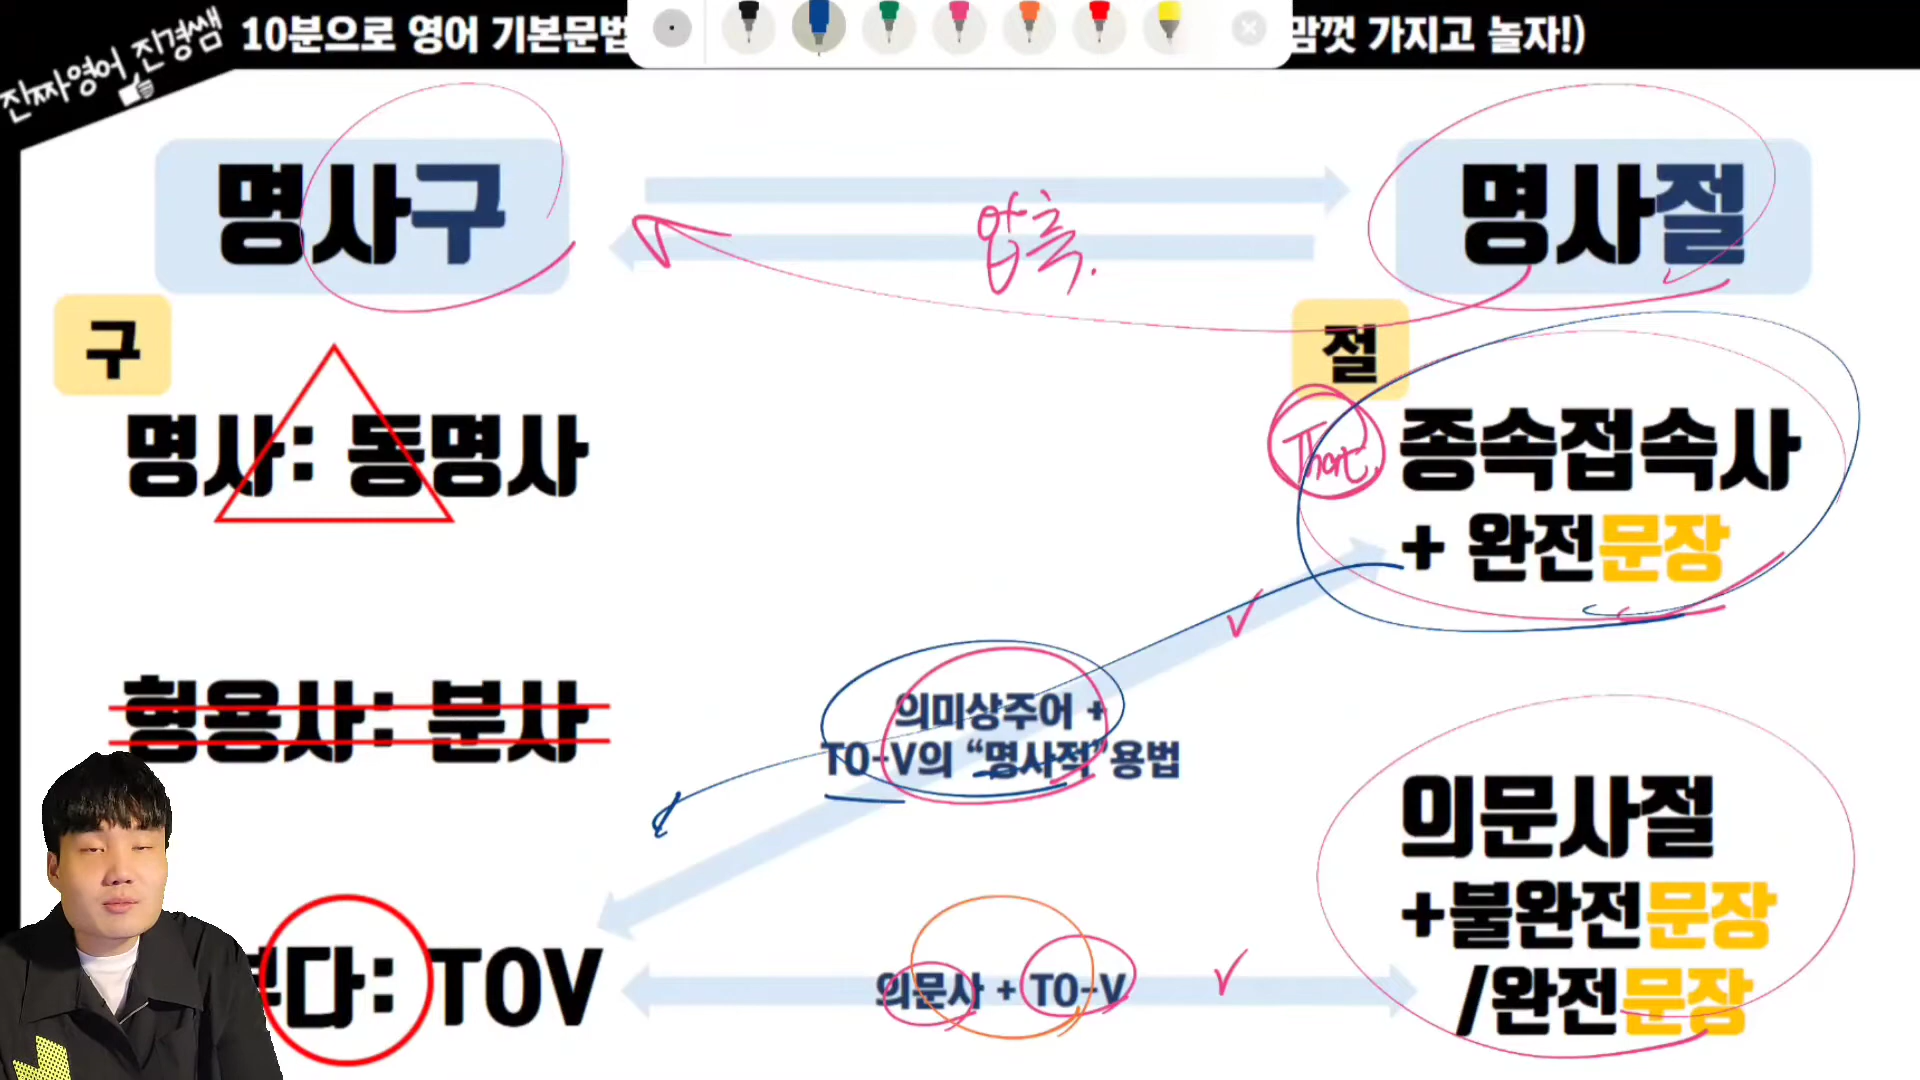 진짜영어 진경쌤
10분으로 영어 기본문법
맘껏 가지고 놀자!)
명사구
압축.
명사절
구
절
명사: 동명사
That.
종속접속사
+ 완전문장
형용사: 분사
의미상주어 +
TO-V의 “명사적” 용법
의문사절
+불완전문장
/완전문장
다: TOV
의문사 + TO-V